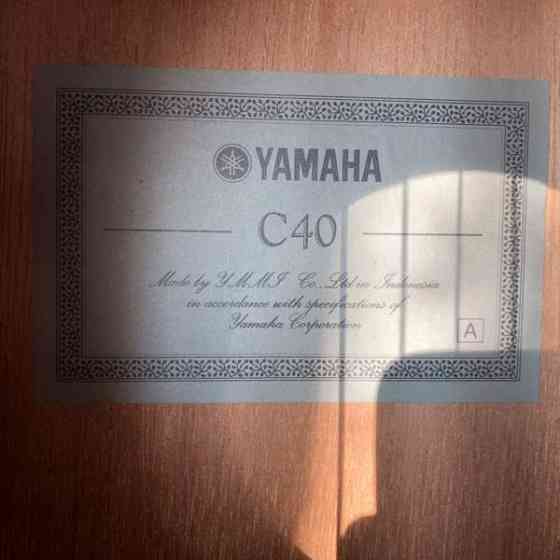 YAMAHA
C40
Made by Y.M.M.I Co., Ltd in Indonesia
in accordance with specifications of
Yamaha Corporation
A